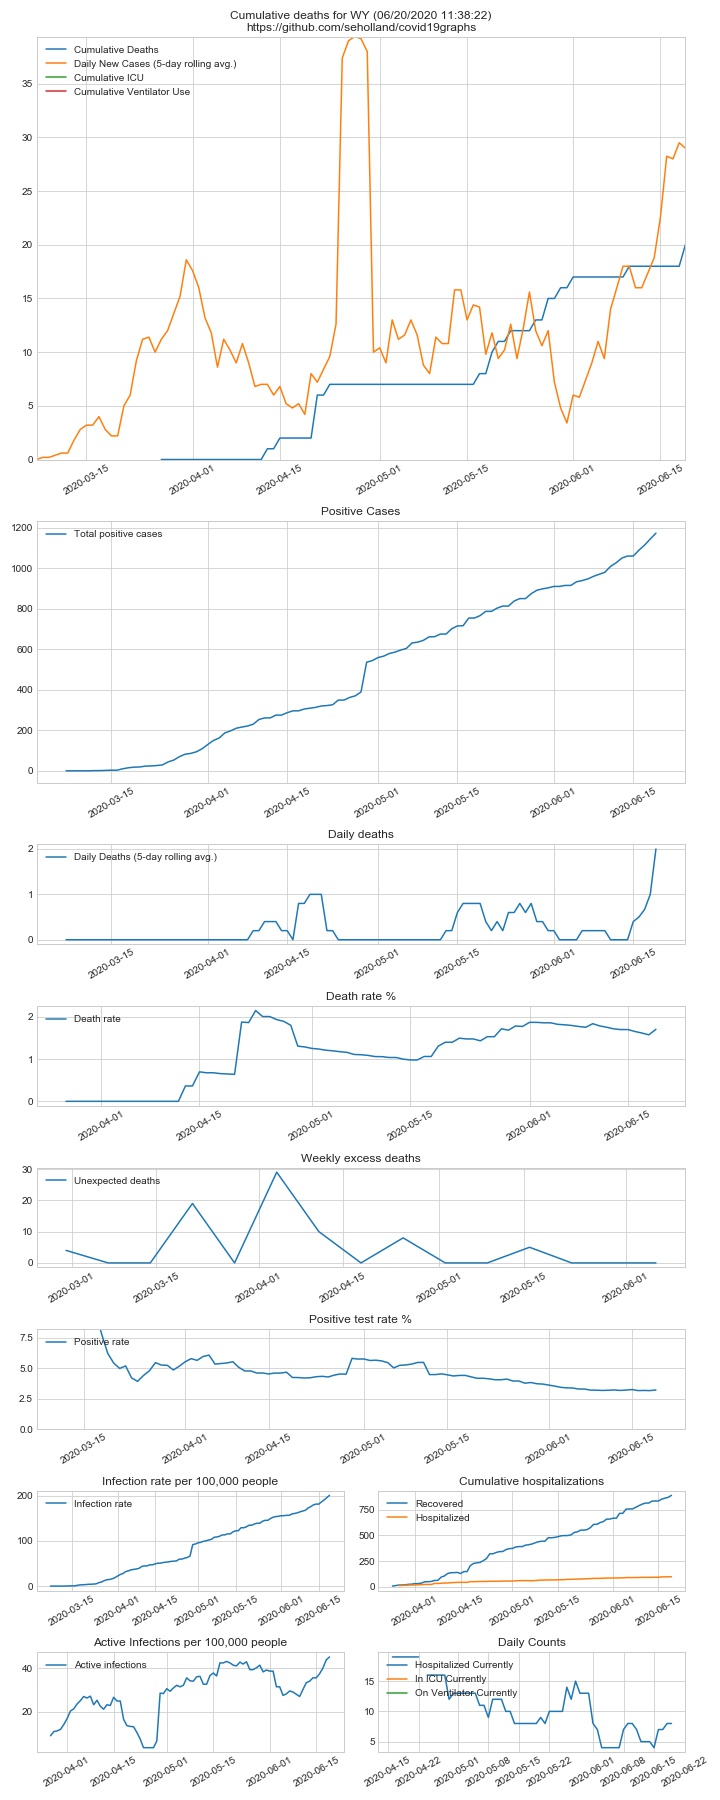 Cumulative deaths for WY (06/20/2020 11:38:22)
https://github.com/seholland/covid19graphs
Cumulative Deaths
Daily New Cases (5-day rolling avg.)
Cumulative ICU
Cumulative Ventilator Use
35
30
25
20
15
10
5
0
2020-03-15 2020-04-01 2020-04-15 2020-05-01 2020-05-15 2020-06-01 2020-06-15
Positive Cases
Total positive cases
1200
1000
800
600
400
200
0
2020-03-15 2020-04-01 2020-04-15 2020-05-01 2020-05-15 2020-06-01 2020-06-15
Daily deaths
Daily Deaths (5-day rolling avg.)
2
1
0
2020-03-15 2020-04-01 2020-04-15 2020-05-01 2020-05-15 2020-06-01 2020-06-15
Death rate %
Death rate
2
1
0
2020-04-01 2020-04-15 2020-05-01 2020-05-15 2020-06-01 2020-06-15
Weekly excess deaths
Unexpected deaths
30
20
10
0
2020-03-01 2020-03-15 2020-04-01 2020-04-15 2020-05-01 2020-05-15 2020-06-01
Positive test rate %
Positive rate
7.5
5.0
2.5
0.0
2020-03-15 2020-04-01 2020-04-15 2020-05-01 2020-05-15 2020-06-01 2020-06-15
Infection rate per 100,000 people
Infection rate
200
100
0
2020-03-15 2020-04-01 2020-04-15 2020-05-01 2020-05-15 2020-06-01 2020-06-15
Cumulative hospitalizations
Recovered
Hospitalized
750
500
250
0
2020-04-01 2020-04-15 2020-05-01 2020-05-15 2020-06-01 2020-06-15
Active Infections per 100,000 people
Active infections
40
20
2020-04-01 2020-04-15 2020-05-01 2020-05-15 2020-06-01 2020-06-15
Daily Counts
Hospitalized Currently
In ICU Currently
On Ventilator Currently
15
10
5
2020-04-15 2020-04-22 2020-05-01 2020-05-08 2020-05-15 2020-05-22 2020-06-01 2020-06-08 2020-06-15 2020-06-22